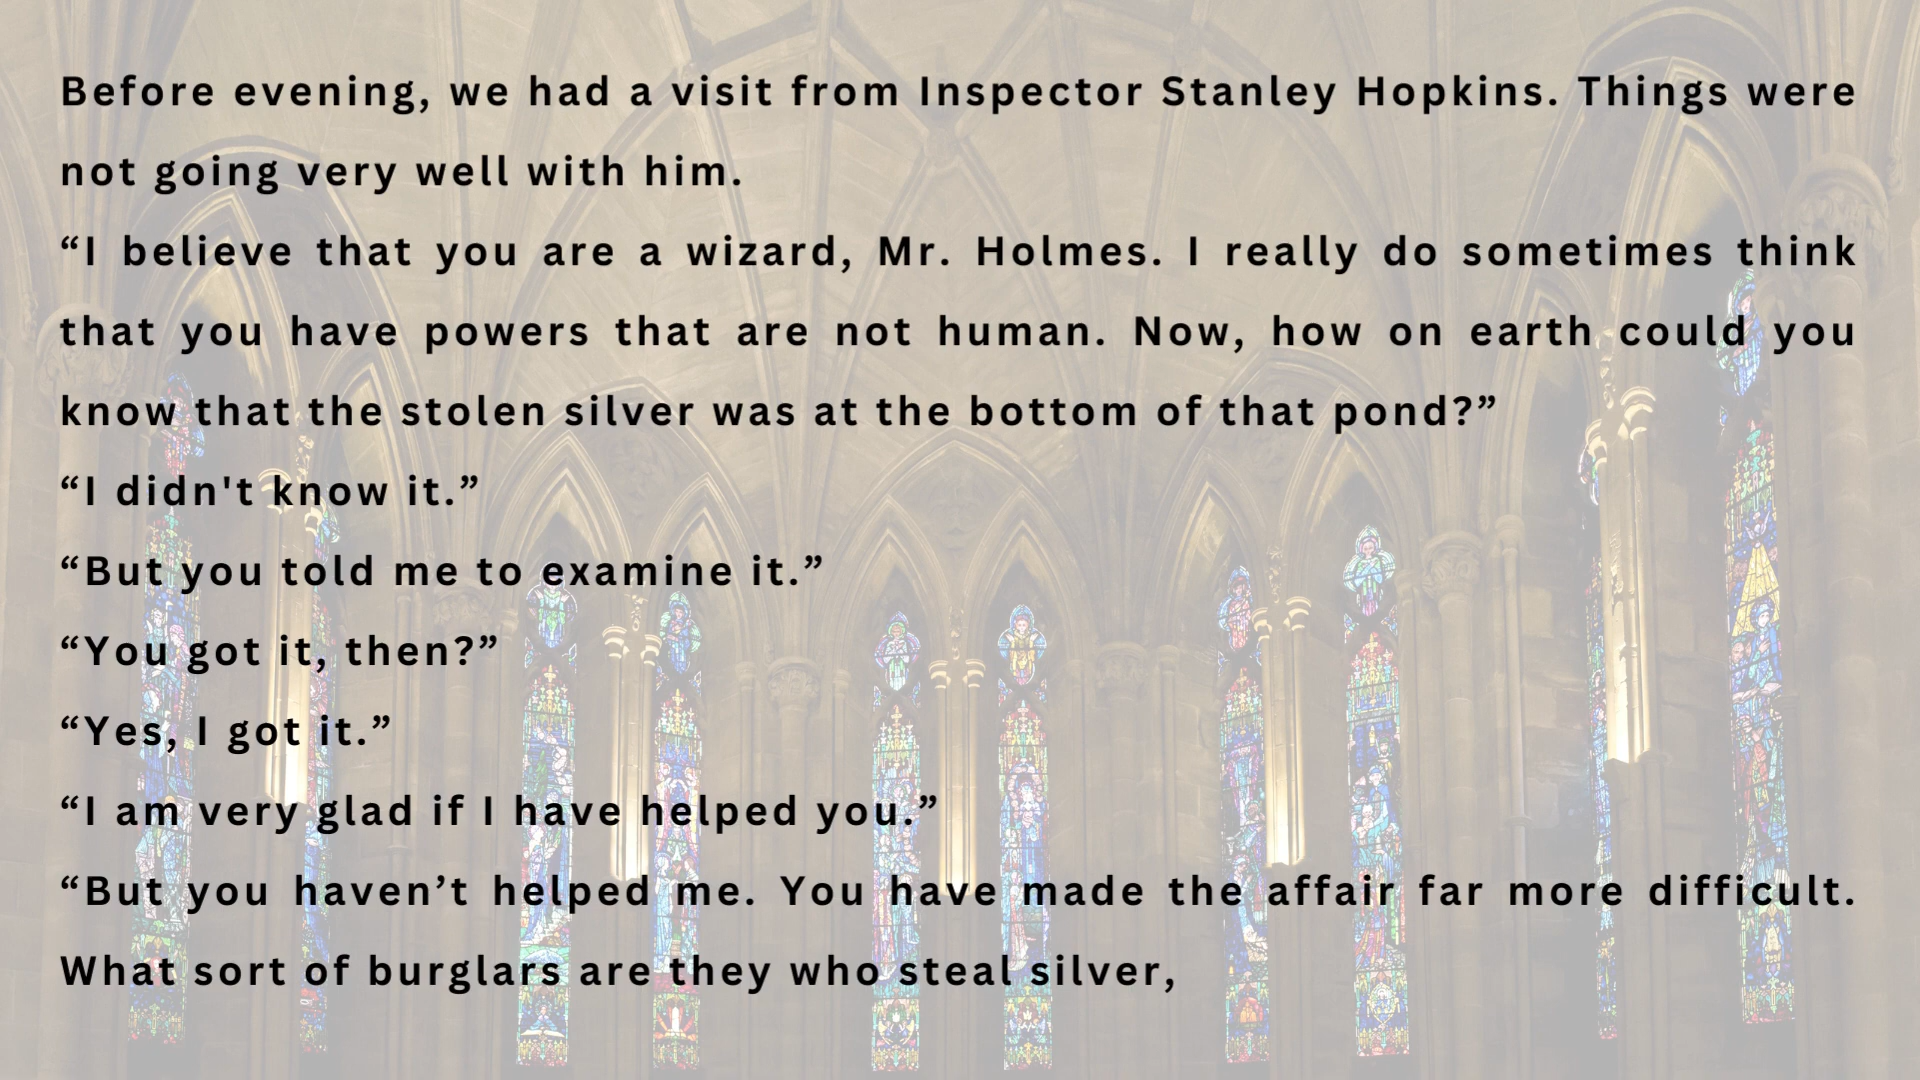 Before evening, we had a visit from Inspector Stanley Hopkins. Things were
not going very well with him.
“I believe that you are a wizard, Mr. Holmes. I really do sometimes think
that you have powers that are not human. Now, how on earth could you
know that the stolen silver was at the bottom of that pond?”
“I didn't know it.”
“But you told me to examine it.”
“You got it, then?”
“Yes, I got it.”
“I am very glad if I have helped you.”
“But you haven’t helped me. You have made the affair far more difficult.
What sort of burglars are they who steal silver,